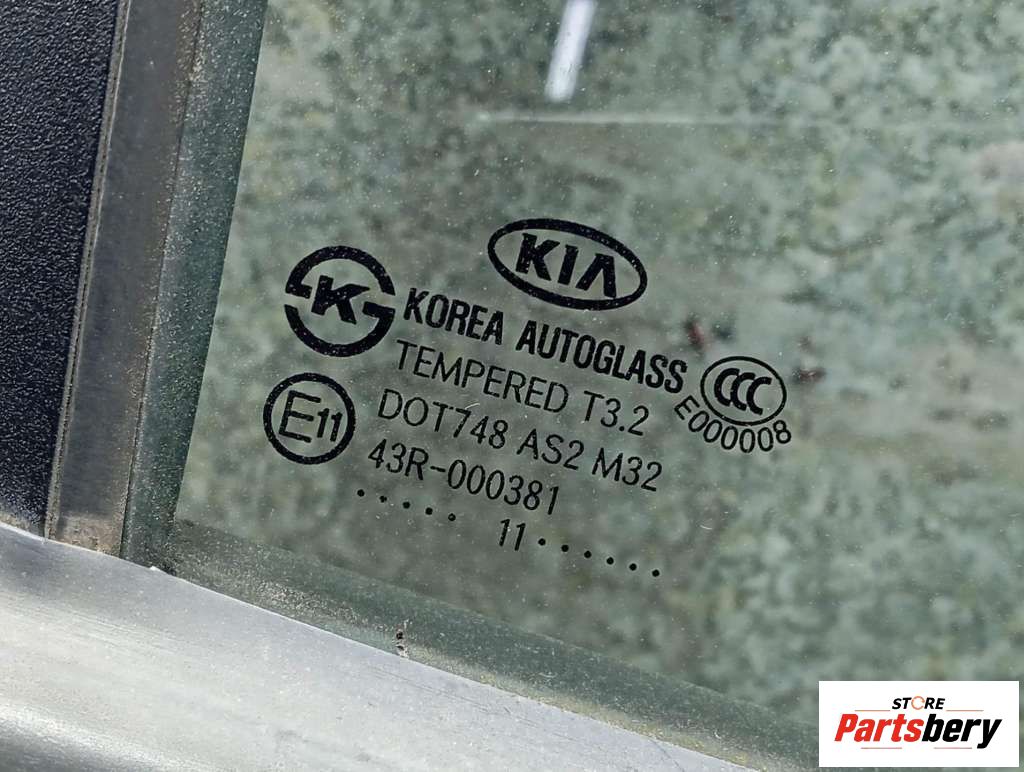 KIA
K
KOREA AUTOGLASS
TEMPERED T3.2
CCC
E000008
E11
DOT748 AS2 M32
43R-000381
..... 11 ......
STORE
Partsbery